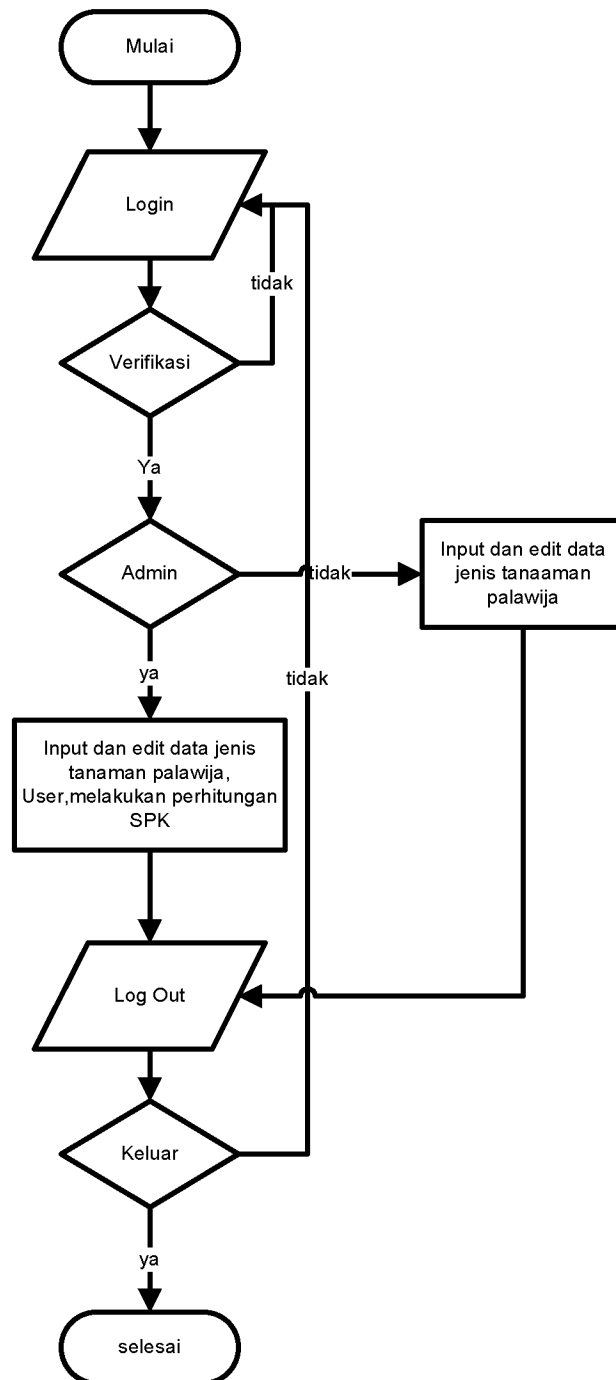 Mulai
Login
tidak
Verifikasi
Ya
Admin
tidak
Input dan edit data
jenis tanaaman
palawija
ya
tidak
Input dan edit data jenis
tanaman palawija,
User,melakukan perhitungan
SPK
Log Out
Keluar
ya
selesai